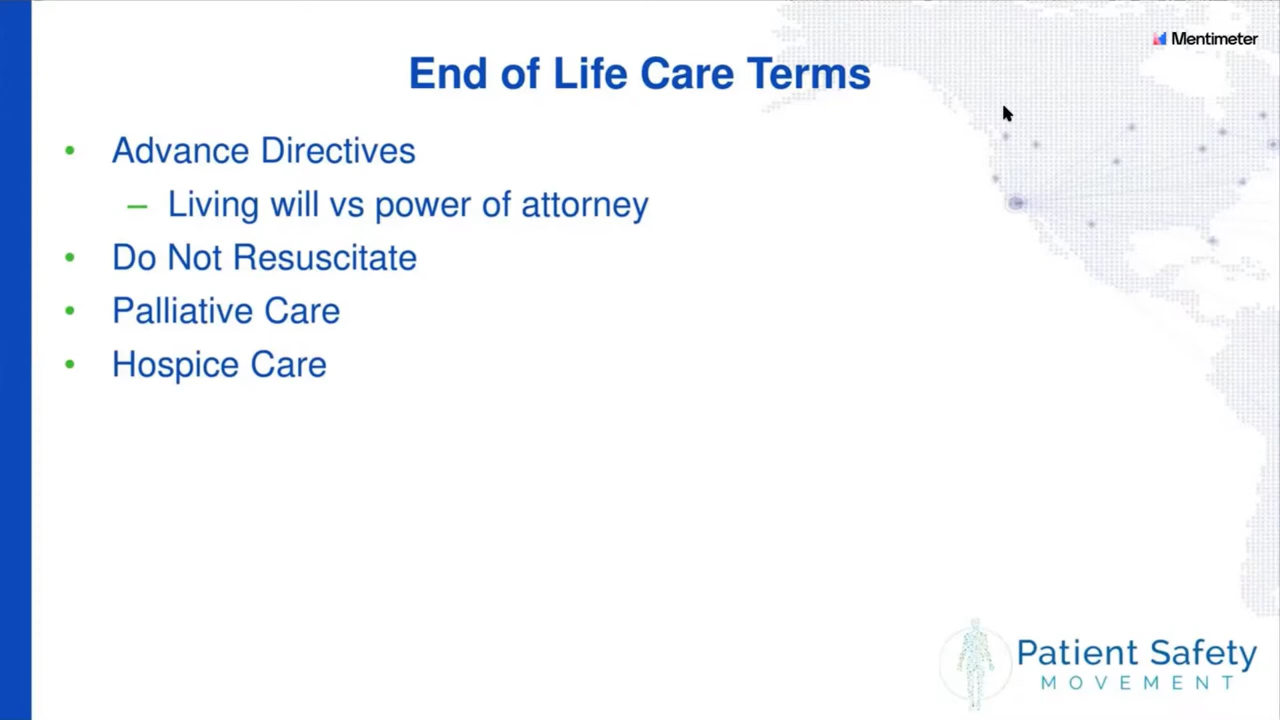 Mentimeter
End of Life Care Terms
• Advance Directives
– Living will vs power of attorney
• Do Not Resuscitate
• Palliative Care
• Hospice Care
Patient Safety
MOVEMENT